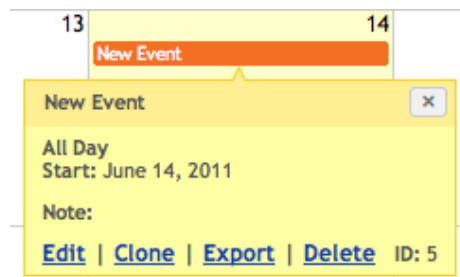 13 14
New Event
New Event ×
All Day
Start: June 14, 2011
Note:
Edit | Clone | Export | Delete ID: 5